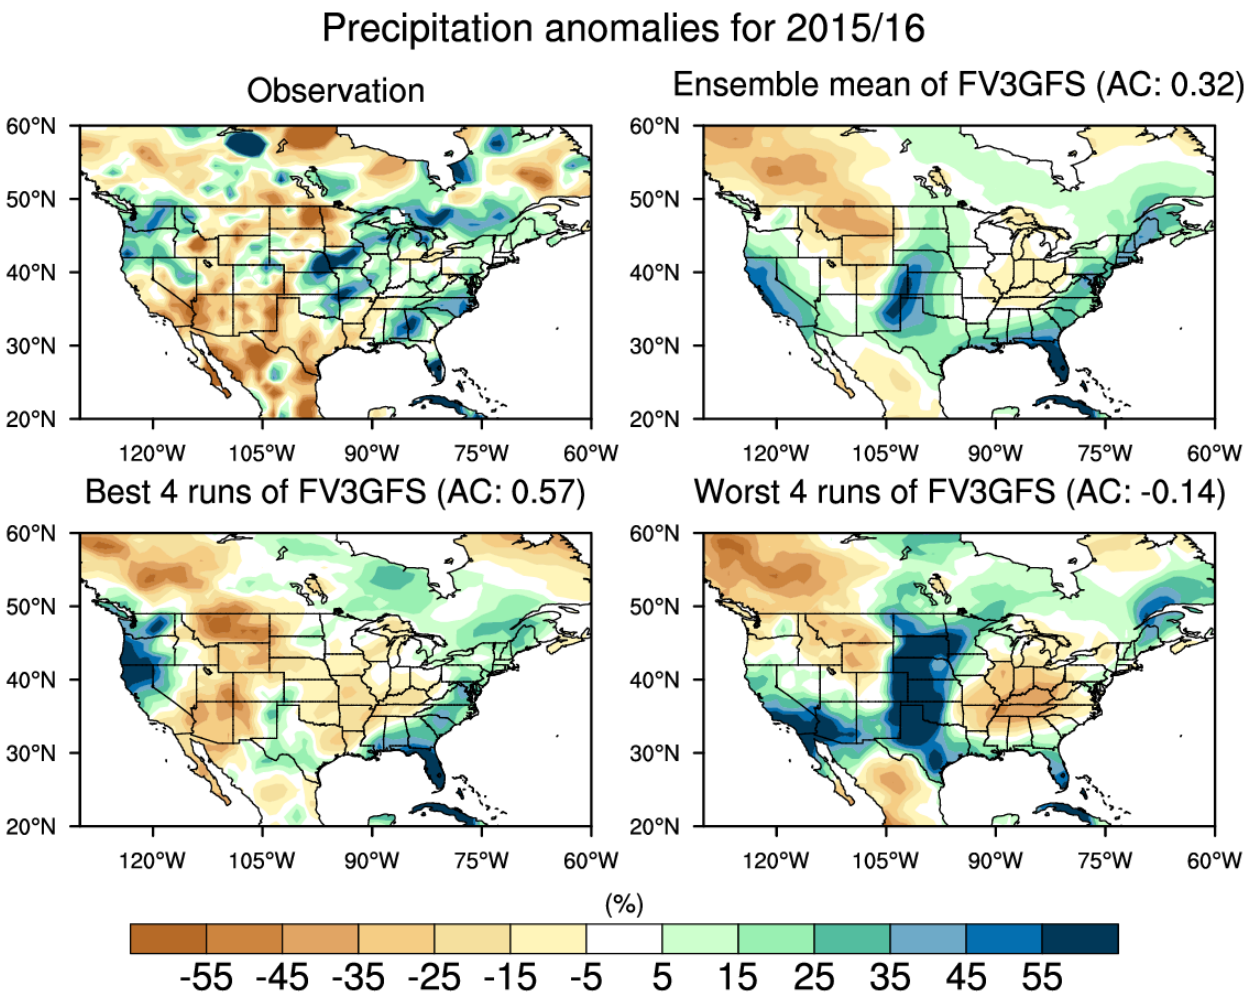 Precipitation anomalies for 2015/16
Observation
Ensemble mean of FV3GFS (AC: 0.32)
60°N
50°N
40°N
30°N
20°N
120°W 105°W 90°W 75°W 60°W
60°N
50°N
40°N
30°N
20°N
120°W 105°W 90°W 75°W 60°W
Best 4 runs of FV3GFS (AC: 0.57)
Worst 4 runs of FV3GFS (AC: -0.14)
60°N
50°N
40°N
30°N
20°N
120°W 105°W 90°W 75°W 60°W
60°N
50°N
40°N
30°N
20°N
120°W 105°W 90°W 75°W 60°W
(%)
-55 -45 -35 -25 -15 -5 5 15 25 35 45 55